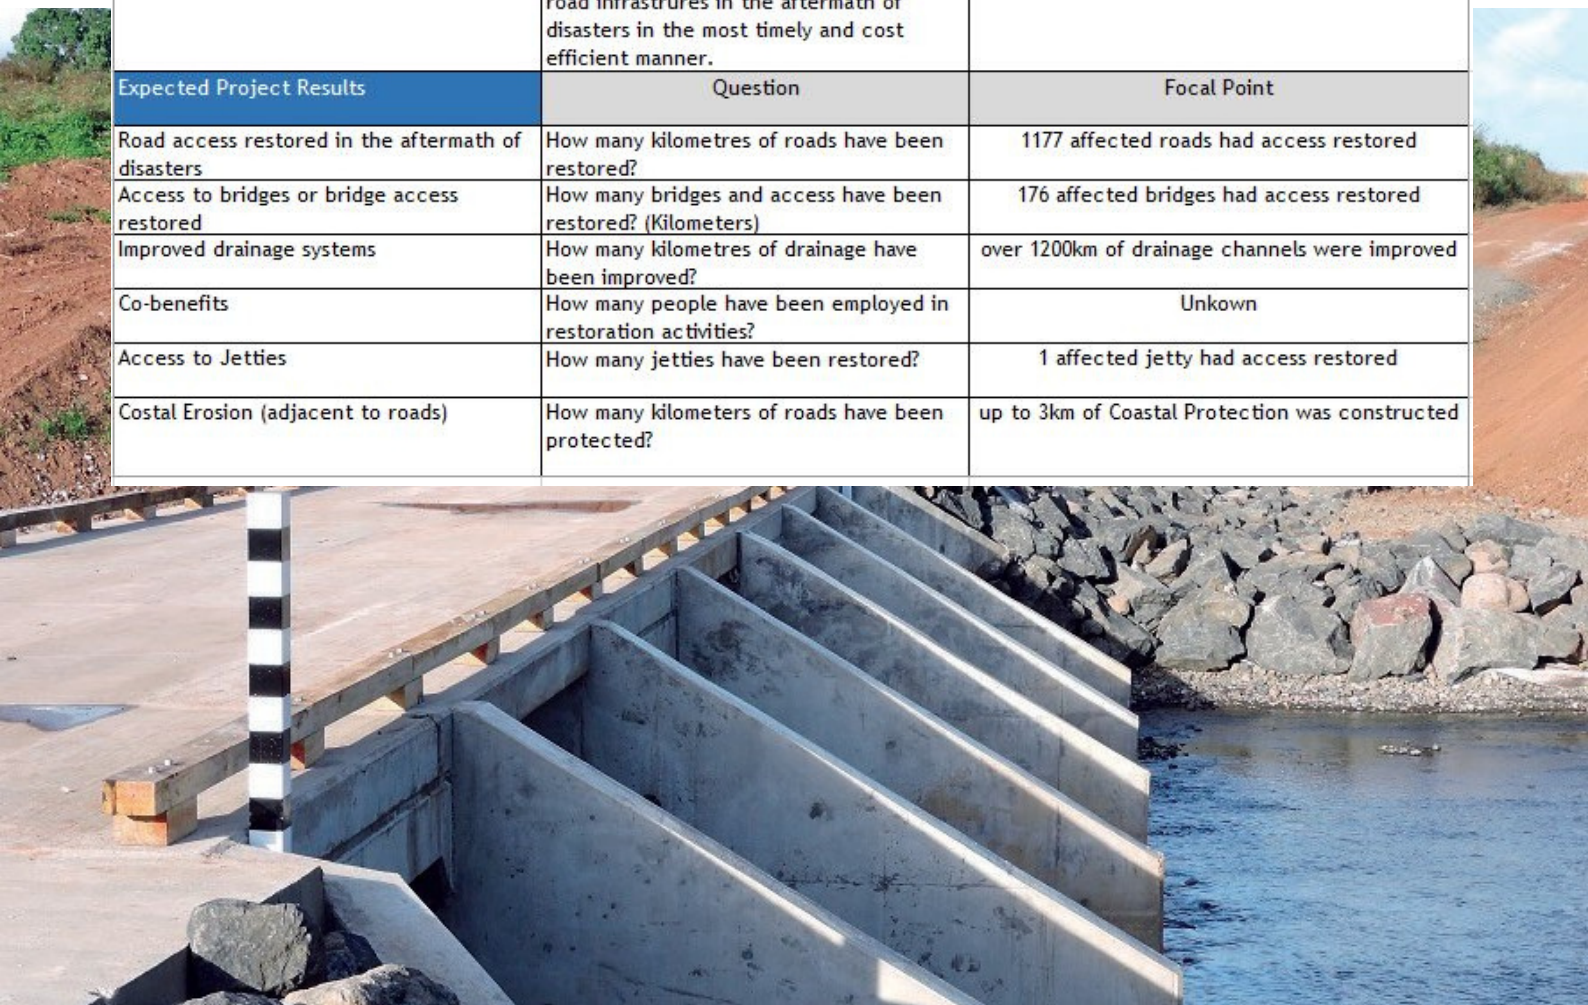 road infrastrures in the aftermath of
disasters in the most timely and cost
efficient manner.
Expected Project Results
Question
Focal Point
Road access restored in the aftermath of
disasters
How many kilometres of roads have been
restored?
1177 affected roads had access restored
Access to bridges or bridge access
restored
How many bridges and access have been
restored? (Kilometers)
176 affected bridges had access restored
Improved drainage systems
How many kilometres of drainage have
been improved?
over 1200km of drainage channels were improved
Co-benefits
How many people have been employed in
restoration activities?
Unkown
Access to Jetties
How many jetties have been restored?
1 affected jetty had access restored
Costal Erosion (adjacent to roads)
How many kilometers of roads have been
protected?
up to 3km of Coastal Protection was constructed